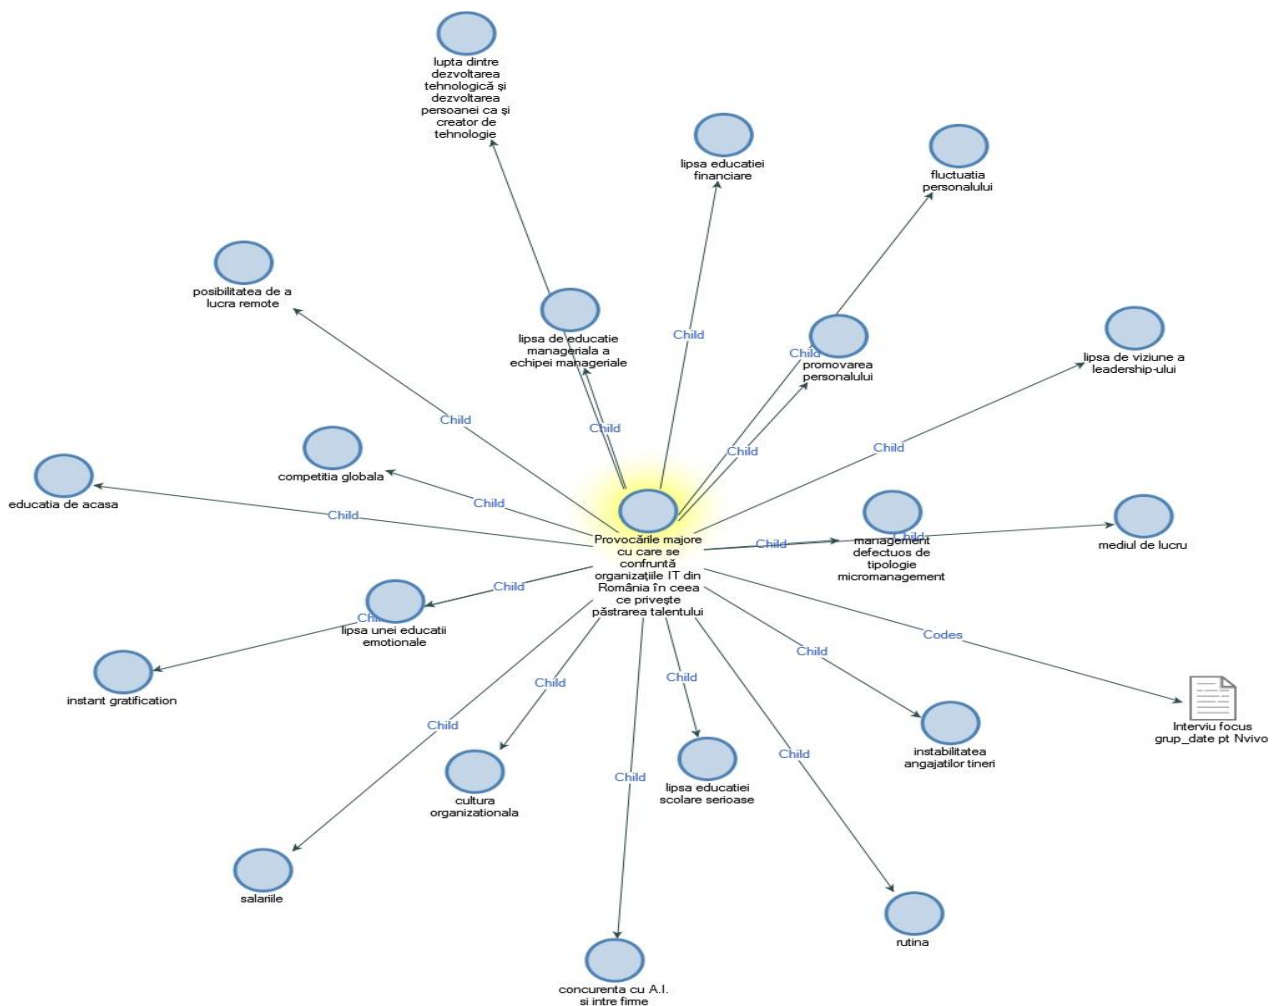 lupta dintre
dezvoltarea
tehnologică și
dezvoltarea
persoanei ca și
creator de
tehnologie
lipsa educatiei
financiare
fluctuatia
personalului
posibilitatea de a
lucra remote
lipsa de educatie
manageriala a
echipei manageriale
Child
Child
promovarea
personalului
lipsa de viziune a
leadership-ului
Child
Child
Child
Child
competitia globala
educatia de acasa
Child
Child
Provocările majore
cu care se
confruntă
organizațiile IT din
România în ceea
ce privește
păstrarea talentului
Child
Child
management
defectuos de
tipologie
micromanagement
mediul de lucru
Child
Child
lipsa unei educatii
emotionale
instant gratification
Codes
Child
Interviu focus
grup_date pt Nvivo
Child
Child
Child
Child
Child
instabilitatea
angajatilor tineri
cultura
organizationala
lipsa educatiei
scolare serioase
salariile
rutina
concurenta cu A.I.
si intre firme